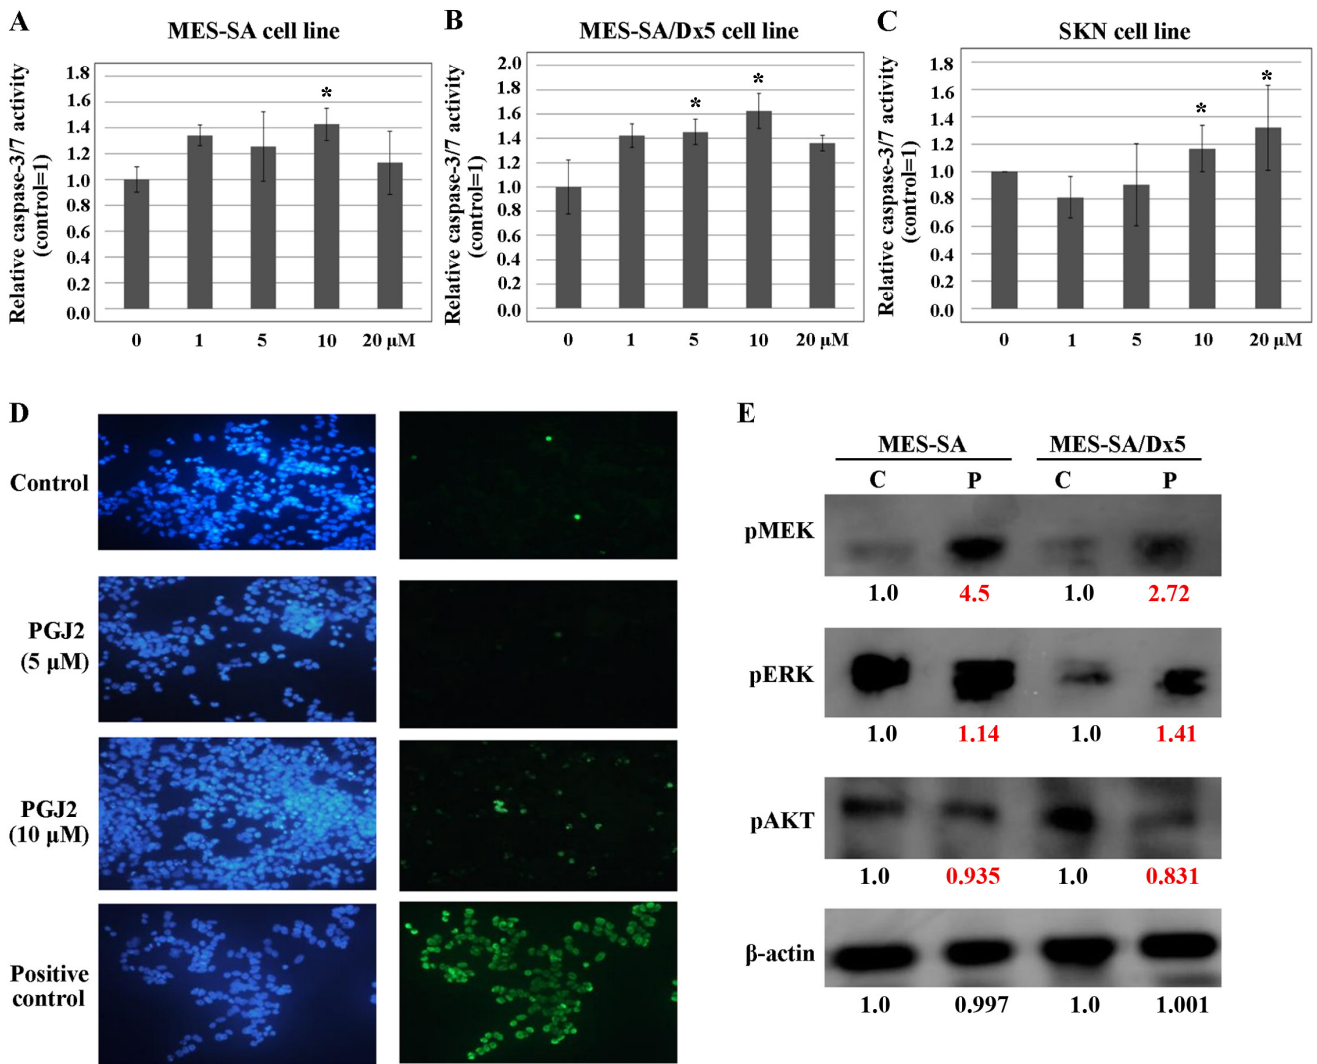 A
MES-SA cell line
Relative caspase-3/7 activity
(control=1)
1.8
1.6
1.4
1.2
1.0
0.8
0.6
0.4
0.2
0.0
*
0 1 5 10 20 µM
B
MES-SA/Dx5 cell line
Relative caspase-3/7 activity
(control=1)
2.0
1.8
1.6
1.4
1.2
1.0
0.8
0.6
0.4
0.2
0.0
* *
0 1 5 10 20 µM
C
SKN cell line
Relative caspase-3/7 activity
(control=1)
1.8
1.6
1.4
1.2
1.0
0.8
0.6
0.4
0.2
0.0
* *
0 1 5 10 20 µM
D
Control
PGJ2
(5 µM)
PGJ2
(10 µM)
Positive
control
E
MES-SA MES-SA/Dx5
C P C P
pMEK
1.0 4.5 1.0 2.72
pERK
1.0 1.14 1.0 1.41
pAKT
1.0 0.935 1.0 0.831
β-actin
1.0 0.997 1.0 1.001